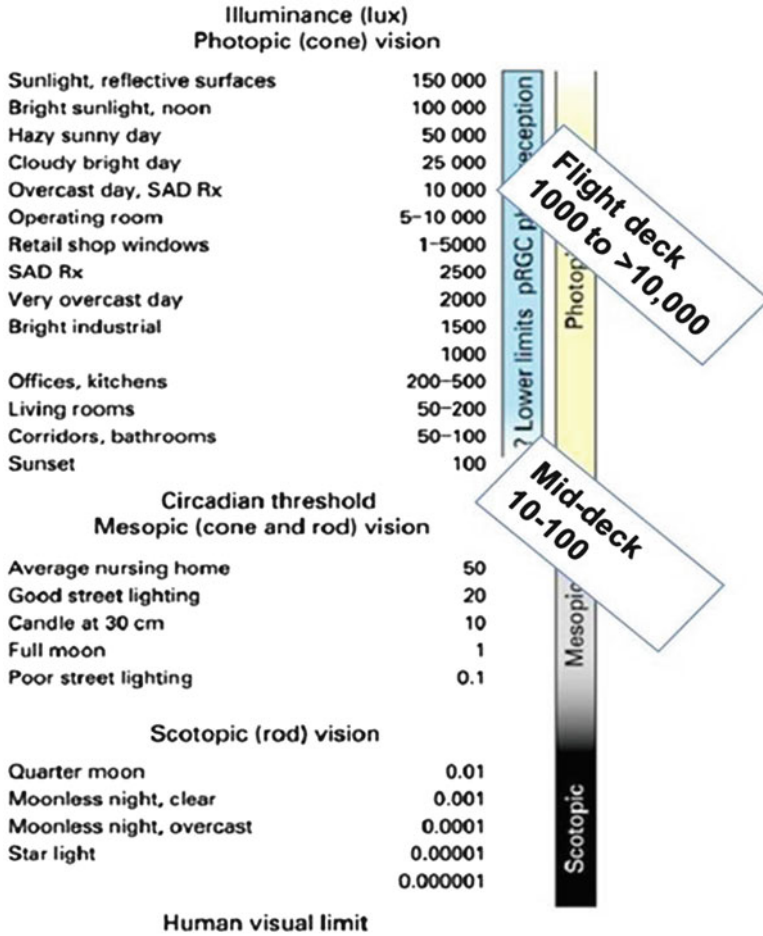 Illuminance (lux)
Photopic (cone) vision
Sunlight, reflective surfaces 150 000
Bright sunlight, noon 100 000
Hazy sunny day 50 000
Cloudy bright day 25 000
Overcast day, SAD Rx 10 000
Operating room 5-10 000
Retail shop windows 1-5000
SAD Rx 2500
Very overcast day 2000
Bright industrial 1500
1000
Offices, kitchens 200-500
Living rooms 50-200
Corridors, bathrooms 50-100
Sunset 100
Circadian threshold
Mesopic (cone and rod) vision
Average nursing home 50
Good street lighting 20
Candle at 30 cm 10
Full moon 1
Poor street lighting 0.1
Scotopic (rod) vision
Quarter moon 0.01
Moonless night, clear 0.001
Moonless night, overcast 0.0001
Star light 0.00001
0.000001
Human visual limit
? Lower limits pRGC
Flight deck
1000 to >10,000
Mid-deck
10-100
Mesopic
Scotopic